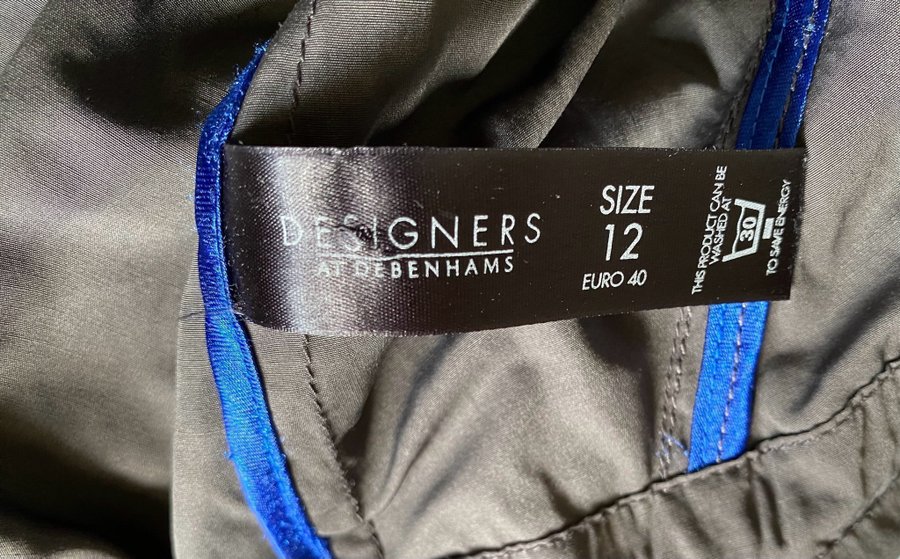 DESIGNERS
AT DEBENHAMS
SIZE
12
EURO 40
THIS PRODUCT CAN BE
WASHED AT
30
TO SAVE ENERGY